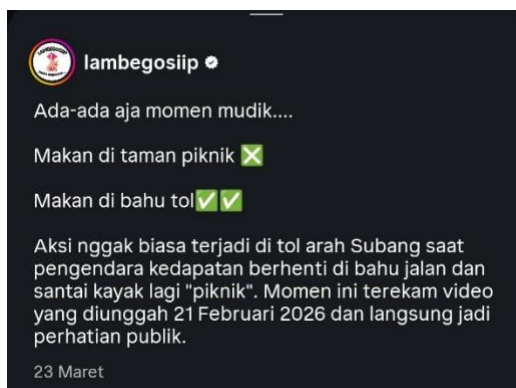 lambegosiip
Ada-ada aja momen mudik....
Makan di taman piknik ❎
Makan di bahu tol✅✅
Aksi nggak biasa terjadi di tol arah Subang saat
pengendara kedapatan berhenti di bahu jalan dan
santai kayak lagi "piknik". Momen ini terekam video
yang diunggah 21 Februari 2026 dan langsung jadi
perhatian publik.
23 Maret